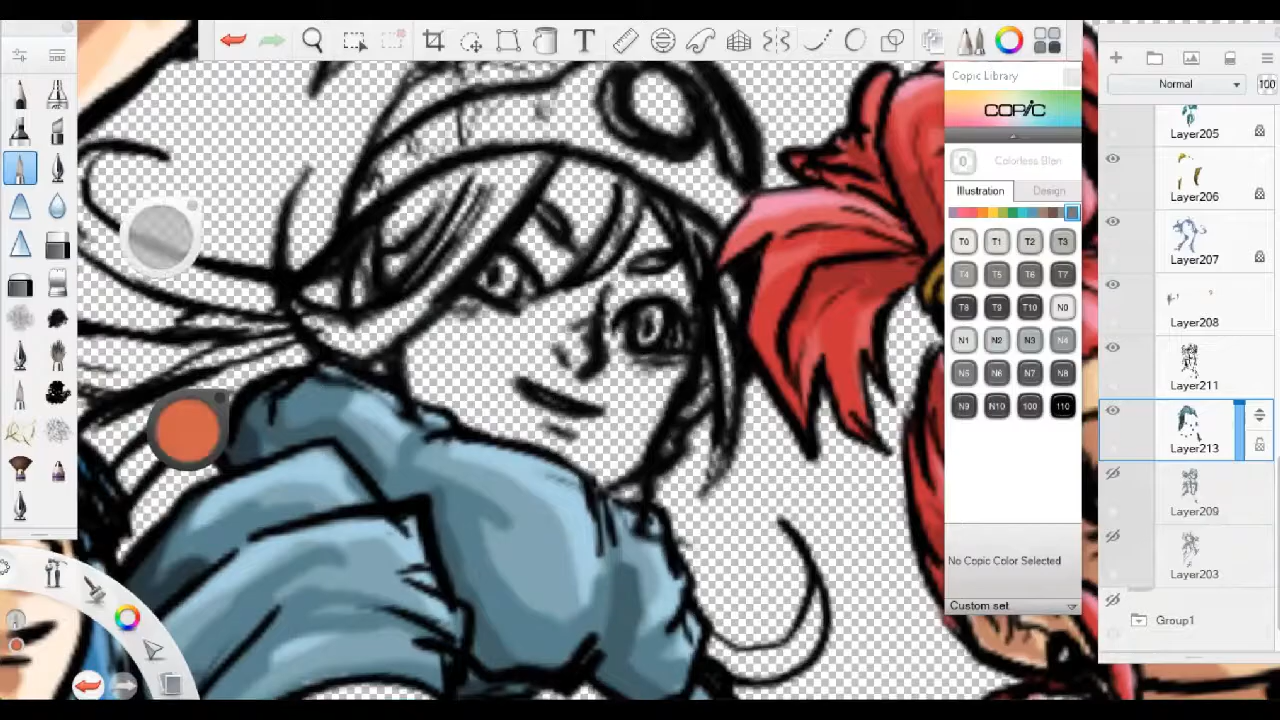 Copic Library
COPIC
0 Colorless Blen
Illustration Design
T0 T1 T2 T3
T4 T5 T6 T7
T8 T9 T10 N0
N1 N2 N3 N4
N5 N6 N7 N8
N9 N10 100 110
No Copic Color Selected
Custom set
Normal 100
Layer205
Layer206
Layer207
Layer208
Layer211
Layer213
Layer209
Layer203
Group1